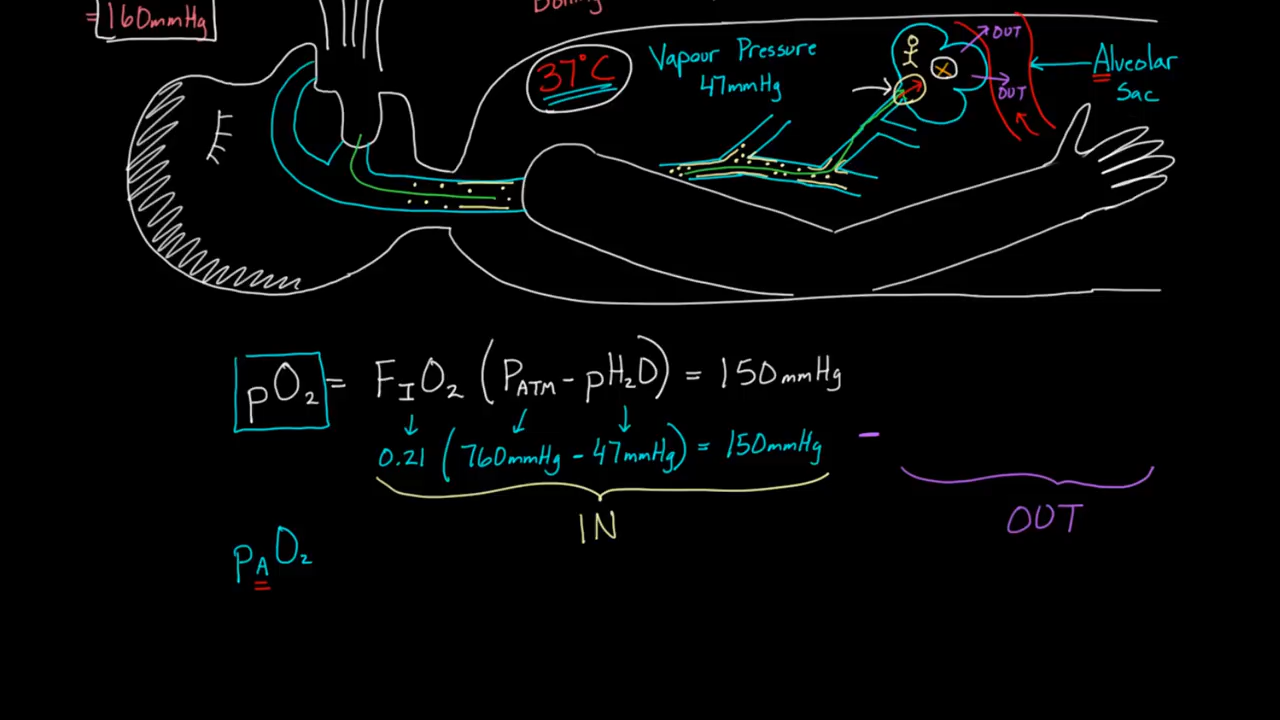 = 160mmHg
Boiling
37°C
Vapour Pressure
47mmHg
OUT
OUT
X
Alveolar
Sac
pO₂ = FIO₂ (PATM - pH₂O) = 150mmHg
0.21 (760mmHg - 47mmHg) = 150mmHg -
IN
OUT
pAO₂